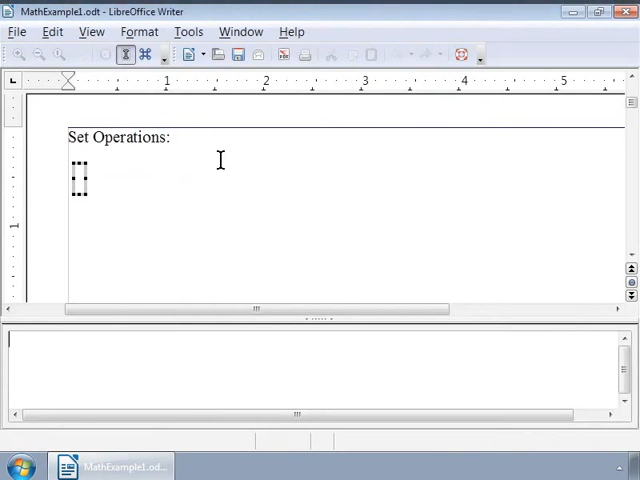 MathExample1.odt - LibreOffice Writer
File Edit View Format Tools Window Help
1 2 3 4 5
Set Operations:
1
MathExample1.od...